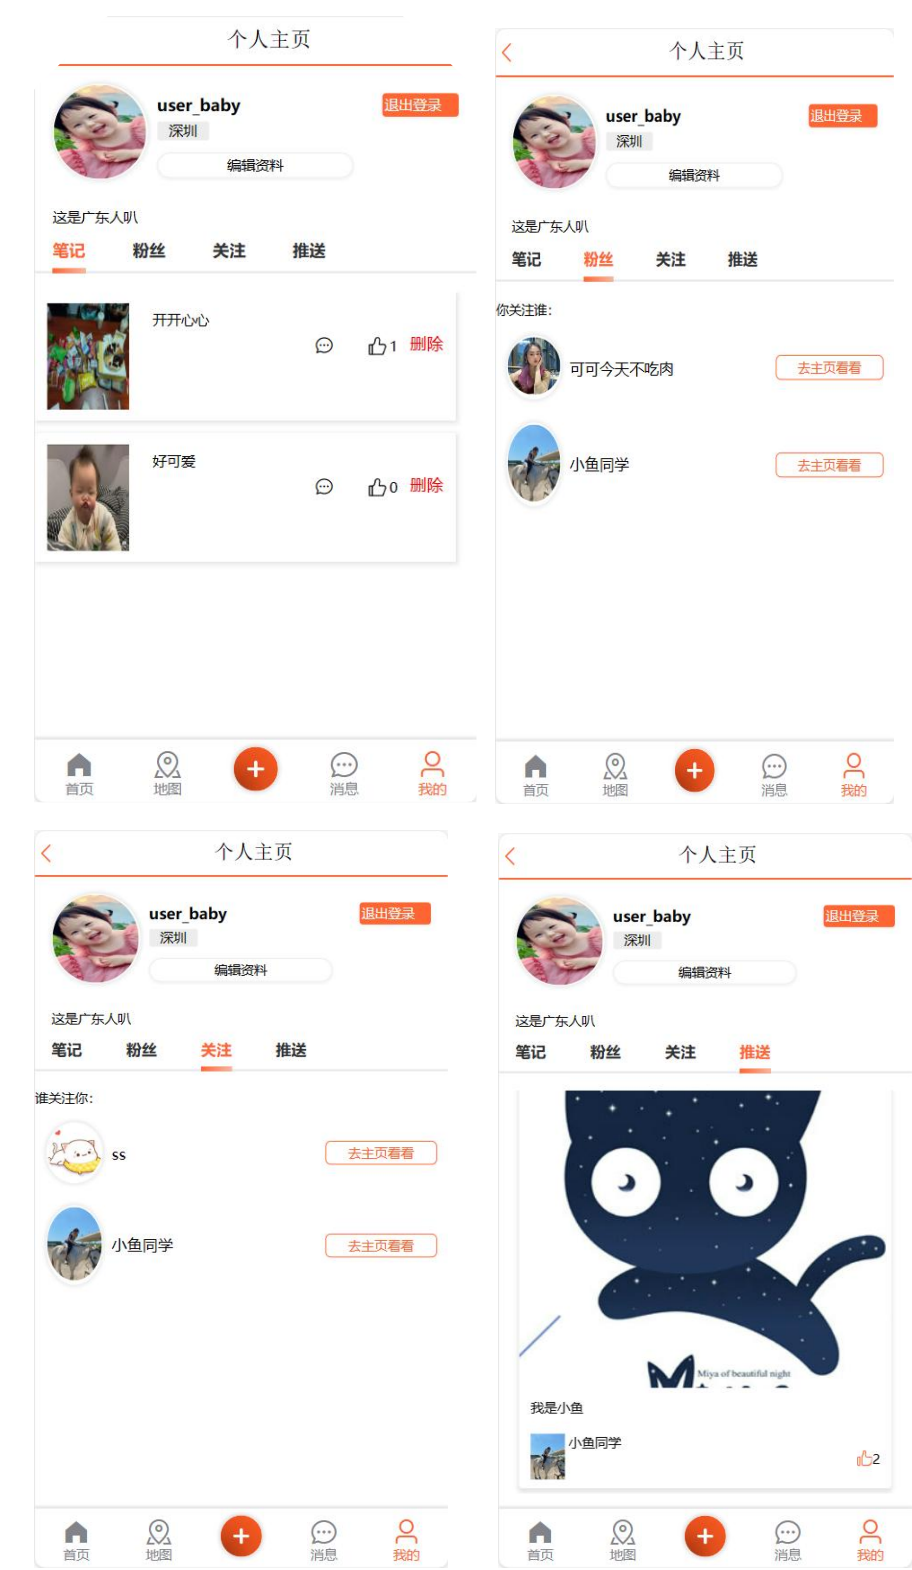 个人主页
user_baby
退出登录
深圳
编辑资料
这是广东人叭
笔记 粉丝 关注 推送
开开心心
1 删除
好可爱
0 删除
首页 地图 消息 我的
个人主页
user_baby
退出登录
深圳
编辑资料
这是广东人叭
笔记 粉丝 关注 推送
你关注谁:
可可今天不吃肉 去主页看看
小鱼同学 去主页看看
首页 地图 消息 我的
个人主页
user_baby
退出登录
深圳
编辑资料
这是广东人叭
笔记 粉丝 关注 推送
谁关注你:
ss 去主页看看
小鱼同学 去主页看看
首页 地图 消息 我的
个人主页
user_baby
退出登录
深圳
编辑资料
这是广东人叭
笔记 粉丝 关注 推送
Miya of beautiful night
我是小鱼
小鱼同学
2
首页 地图 消息 我的